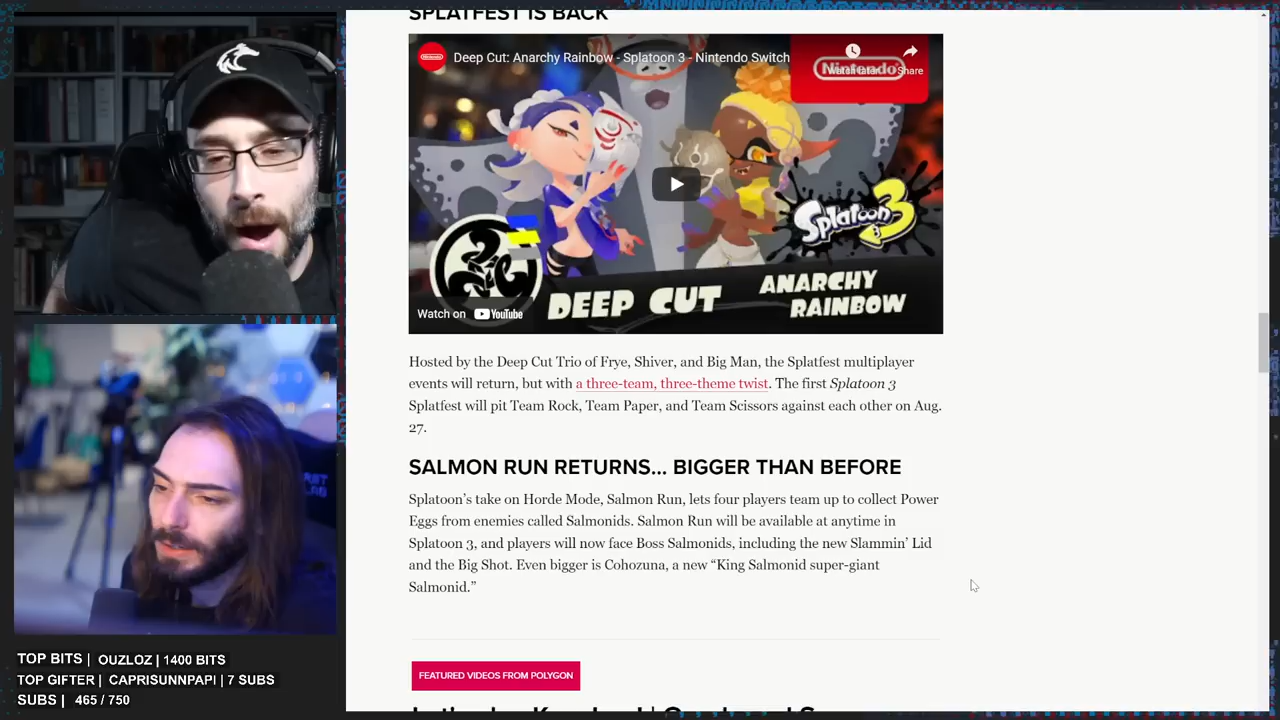 SPLATFEST IS BACK
Deep Cut: Anarchy Rainbow - Splatoon 3 - Nintendo Switch
Nintendo
Watch later
Share
Splatoon 3
DEEP CUT
ANARCHY
RAINBOW
Watch on YouTube
Hosted by the Deep Cut Trio of Frye, Shiver, and Big Man, the Splatfest multiplayer
events will return, but with a three-team, three-theme twist. The first Splatoon 3
Splatfest will pit Team Rock, Team Paper, and Team Scissors against each other on Aug.
27.
SALMON RUN RETURNS... BIGGER THAN BEFORE
Splatoon’s take on Horde Mode, Salmon Run, lets four players team up to collect Power
Eggs from enemies called Salmonids. Salmon Run will be available at anytime in
Splatoon 3, and players will now face Boss Salmonids, including the new Slammin’ Lid
and the Big Shot. Even bigger is Cohozuna, a new “King Salmonid super-giant
Salmonid.”
FEATURED VIDEOS FROM POLYGON
TOP BITS | OUZLOZ | 1400 BITS
TOP GIFTER | CAPRISUNNPAPI | 7 SUBS
SUBS | 465 / 750